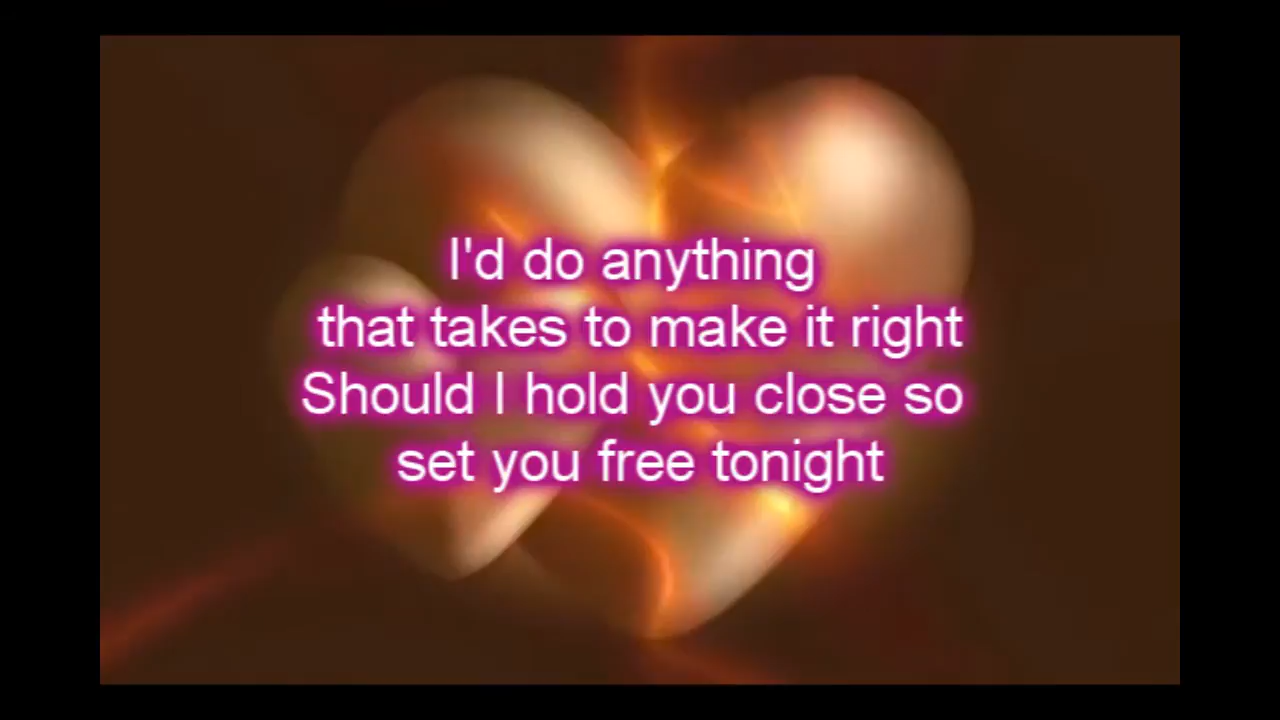 I'd do anything
that takes to make it right
Should I hold you close so
set you free tonight